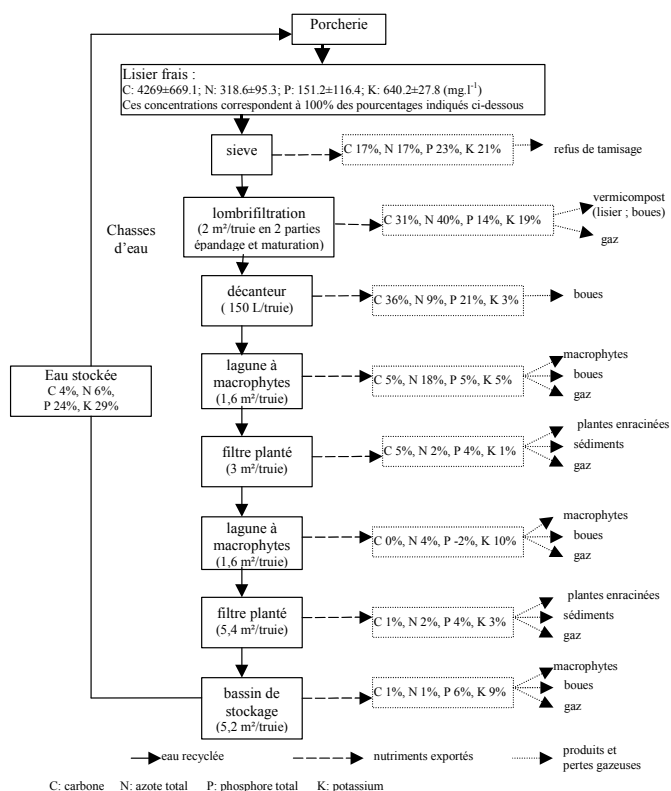 Porcherie
Lisier frais :
C: 4269±669.1; N: 318.6±95.3; P: 151.2±116.4; K: 640.2±27.8 (mg.l-1)
Ces concentrations correspondent à 100% des pourcentages indiqués ci-dessous
sieve
C 17%, N 17%, P 23%, K 21%
refus de tamisage
Chasses
d’eau
lombrifiltration
(2 m²/truie en 2 parties
épandage et maturation)
C 31%, N 40%, P 14%, K 19%
vermicompost
(lisier ; boues)
gaz
décanteur
( 150 L/truie)
C 36%, N 9%, P 21%, K 3%
boues
Eau stockée
C 4%, N 6%,
P 24%, K 29%
lagune à
macrophytes
(1,6 m²/truie)
C 5%, N 18%, P 5%, K 5%
macrophytes
boues
gaz
filtre planté
(3 m²/truie)
C 5%, N 2%, P 4%, K 1%
plantes enracinées
sédiments
gaz
lagune à
macrophytes
(1,6 m²/truie)
C 0%, N 4%, P -2%, K 10%
macrophytes
boues
gaz
filtre planté
(5,4 m²/truie)
C 1%, N 2%, P 4%, K 3%
plantes enracinées
sédiments
gaz
bassin de
stockage
(5,2 m²/truie)
C 1%, N 1%, P 6%, K 9%
macrophytes
boues
gaz
eau recyclée
nutriments exportés
produits et
pertes gazeuses
C: carbone N: azote total P: phosphore total K: potassium